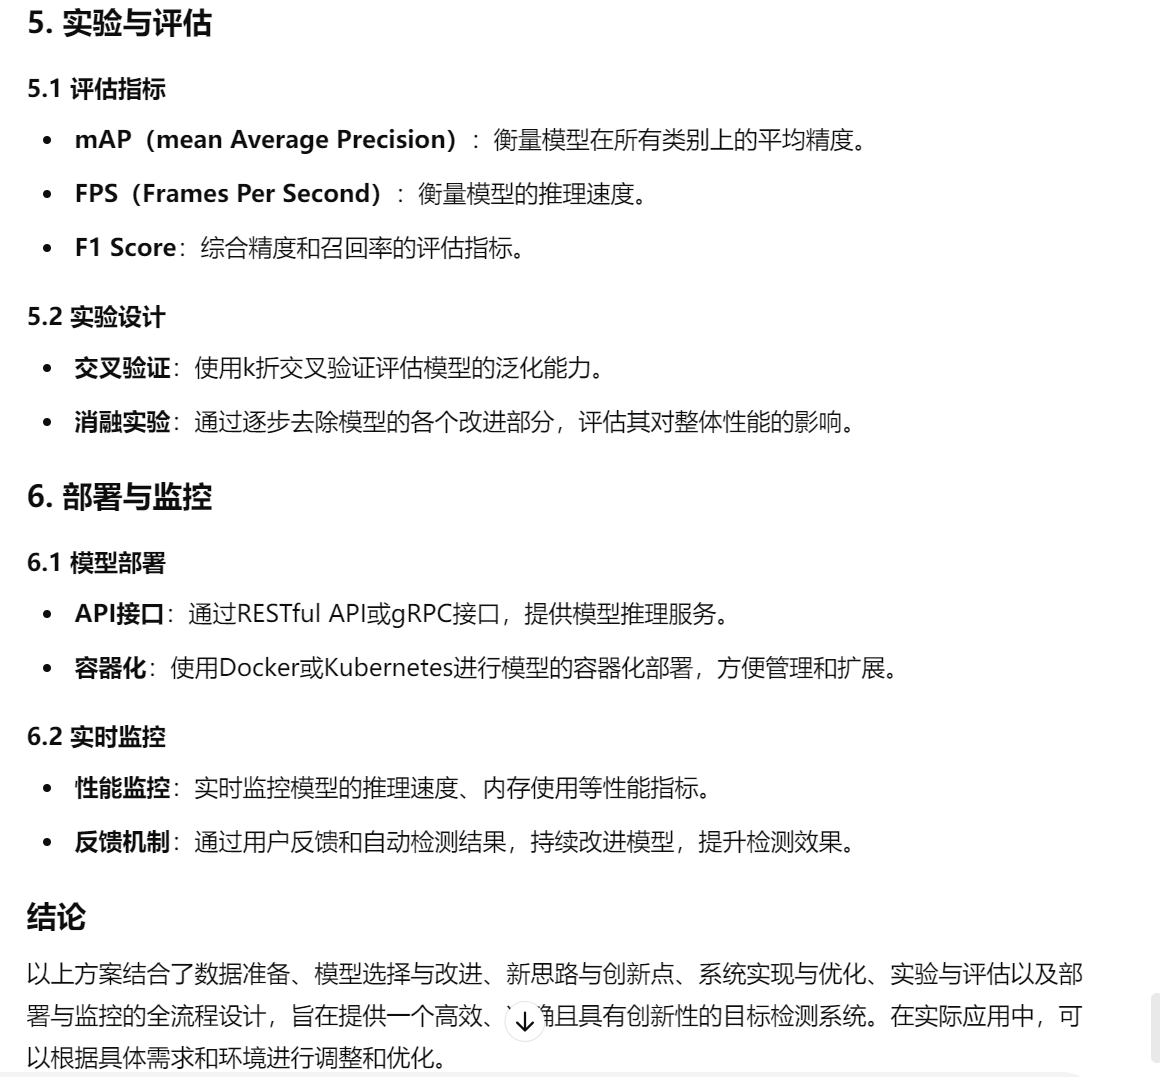 5. 实验与评估
5.1 评估指标
• mAP（mean Average Precision）：衡量模型在所有类别上的平均精度。
• FPS（Frames Per Second）：衡量模型的推理速度。
• F1 Score：综合精度和召回率的评估指标。
5.2 实验设计
• 交叉验证：使用k折交叉验证评估模型的泛化能力。
• 消融实验：通过逐步去除模型的各个改进部分，评估其对整体性能的影响。
6. 部署与监控
6.1 模型部署
• API接口：通过RESTful API或gRPC接口，提供模型推理服务。
• 容器化：使用Docker或Kubernetes进行模型的容器化部署，方便管理和扩展。
6.2 实时监控
• 性能监控：实时监控模型的推理速度、内存使用等性能指标。
• 反馈机制：通过用户反馈和自动检测结果，持续改进模型，提升检测效果。
结论
以上方案结合了数据准备、模型选择与改进、新思路与创新点、系统实现与优化、实验与评估以及部
署与监控的全流程设计，旨在提供一个高效、确且具有创新性的目标检测系统。在实际应用中，可
以根据具体需求和环境进行调整和优化。